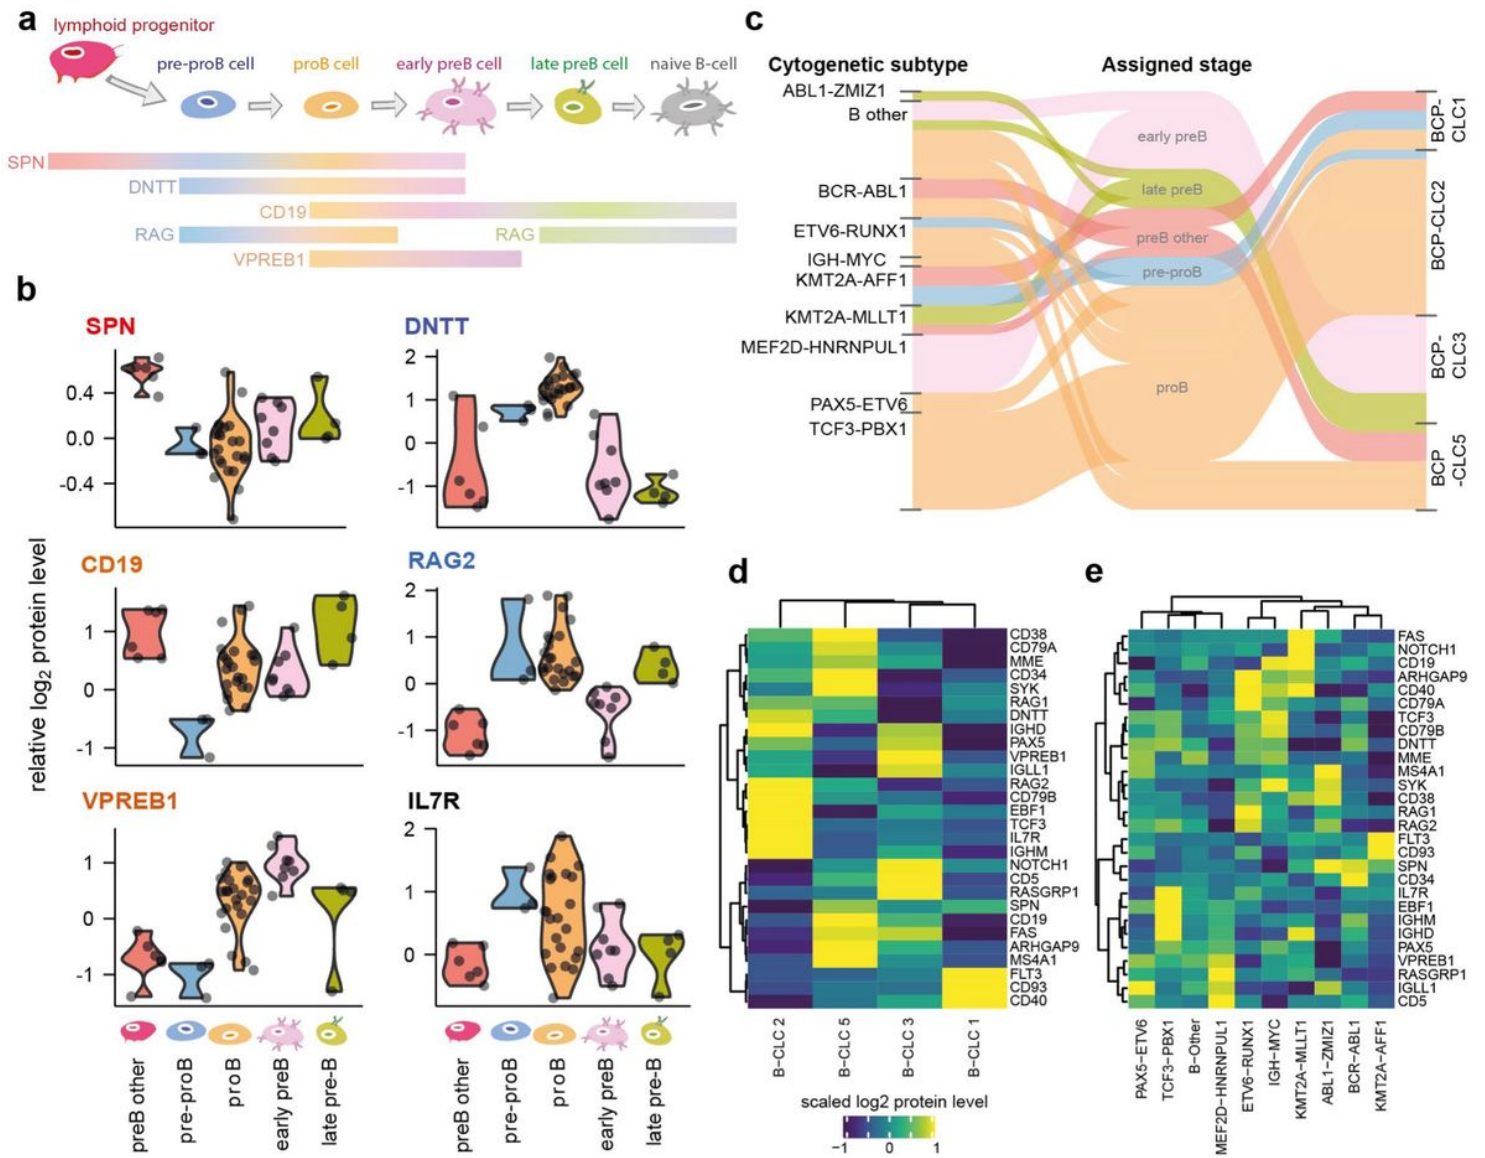 a
lymphoid progenitor
pre-proB cell
proB cell
early preB cell
late preB cell
naive B-cell
SPN
DNTT
CD19
RAG
RAG
VPREB1
b
relative log2 protein level
SPN
0.4
0.0
-0.4
DNTT
2
1
0
-1
CD19
1
0
-1
RAG2
2
1
0
-1
VPREB1
1
0
-1
IL7R
2
1
0
preB other
pre-proB
proB
early preB
late pre-B
preB other
pre-proB
proB
early preB
late pre-B
c
Cytogenetic subtype
Assigned stage
ABL1-ZMIZ1
B other
BCR-ABL1
ETV6-RUNX1
IGH-MYC
KMT2A-AFF1
KMT2A-MLLT1
MEF2D-HNRNPUL1
PAX5-ETV6
TCF3-PBX1
early preB
late preB
preB other
pre-proB
proB
BCP-
CLC1
BCP-CLC2
BCP-
CLC3
BCP
-CLC5
d
CD38
CD79A
MME
CD34
SYK
RAG1
DNTT
IGHD
PAX5
VPREB1
IGLL1
RAG2
CD79B
EBF1
TCF3
IL7R
IGHM
NOTCH1
CD5
RASGRP1
SPN
CD19
FAS
ARHGAP9
MS4A1
FLT3
CD93
CD40
B-CLC 2
B-CLC 5
B-CLC 3
B-CLC 1
scaled log2 protein level
−1
0
1
e
FAS
NOTCH1
CD19
ARHGAP9
CD40
CD79A
TCF3
CD79B
DNTT
MME
MS4A1
SYK
CD38
RAG1
RAG2
FLT3
CD93
SPN
CD34
IL7R
EBF1
IGHM
IGHD
PAX5
VPREB1
RASGRP1
IGLL1
CD5
PAX5−ETV6
TCF3−PBX1
B−Other
MEF2D−HNRNPUL1
ETV6−RUNX1
IGH−MYC
KMT2A−MLLT1
ABL1−ZMIZ1
BCR−ABL1
KMT2A−AFF1